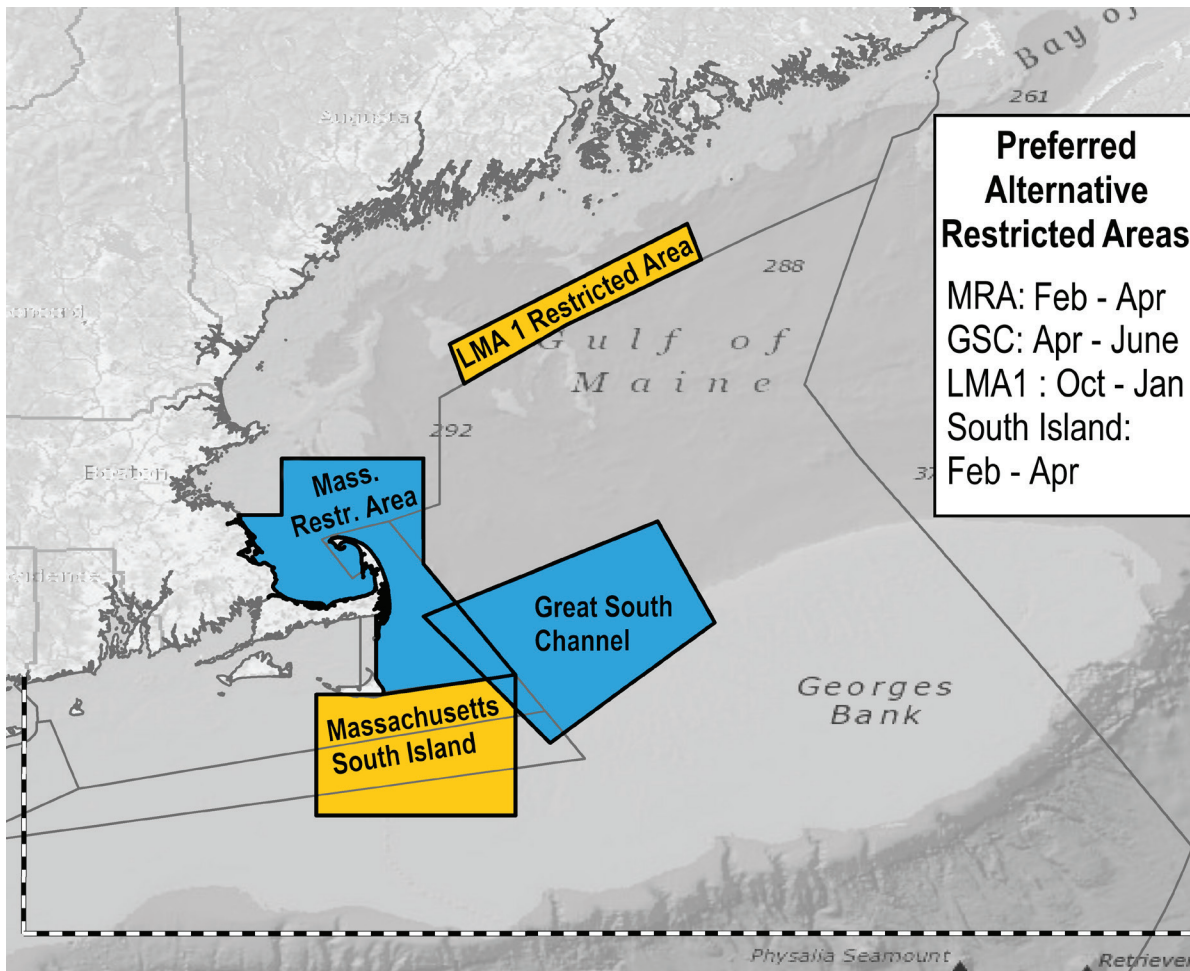 Bay of
261
Augusta
Preferred
Alternative
Restricted Areas
MRA: Feb - Apr
GSC: Apr - June
LMA1 : Oct - Jan
South Island:
Feb - Apr
288
LMA 1 Restricted Area
Gulf of
Maine
292
Boston
Mass.
Restr. Area
Great South
Channel
Georges
Bank
Massachusetts
South Island
Physalia Seamount
Retriever